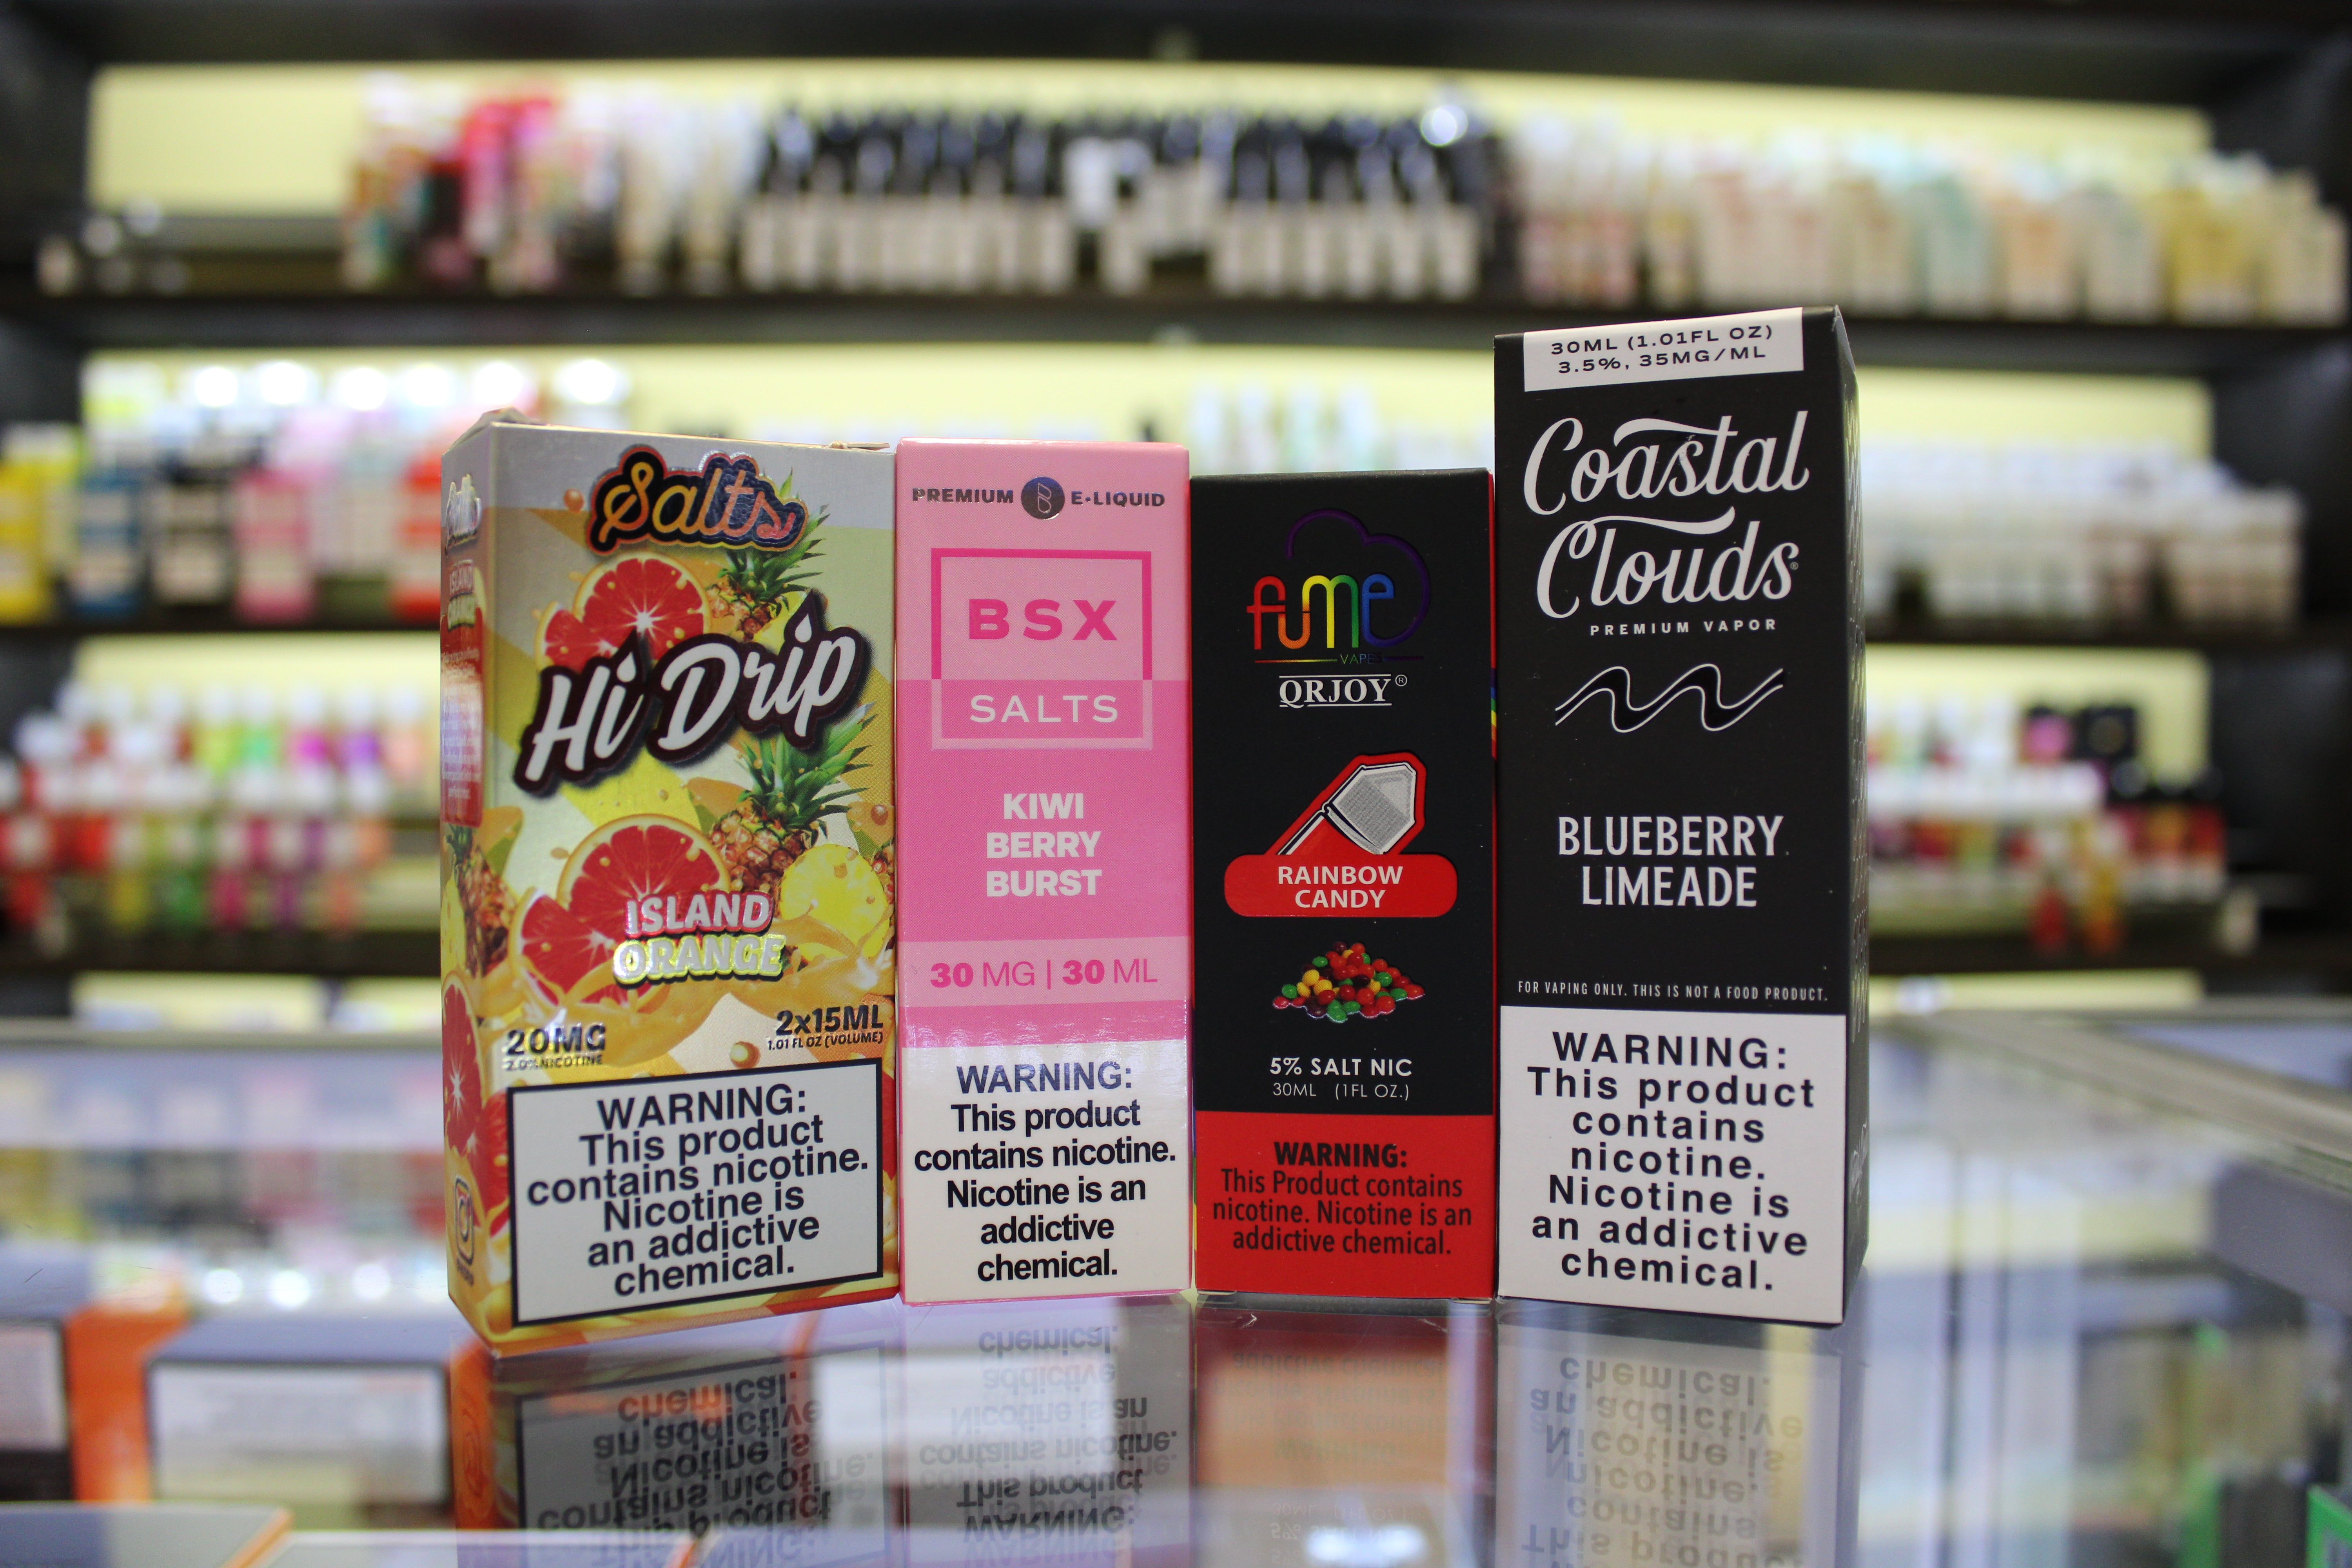 Salts
Hi Drip
ISLAND
ORANGE
20MG
2.0% NICOTINE
2x15ML
1.01 FL OZ (VOLUME)
WARNING:
This product
contains nicotine.
Nicotine is
an addictive
chemical.
PREMIUM B E-LIQUID
BSX
SALTS
KIWI
BERRY
BURST
30 MG | 30 ML
WARNING:
This product
contains nicotine.
Nicotine is an
addictive
chemical.
fume
VAPES
QRJOY®
RAINBOW
CANDY
5% SALT NIC
30ML (1FL OZ.)
WARNING:
This Product contains
nicotine. Nicotine is an
addictive chemical.
30ML (1.01FL OZ)
3.5%, 35MG/ML
Coastal
Clouds®
PREMIUM VAPOR
BLUEBERRY
LIMEADE
FOR VAPING ONLY. THIS IS NOT A FOOD PRODUCT.
WARNING:
This product
contains
nicotine.
Nicotine is
an addictive
chemical.